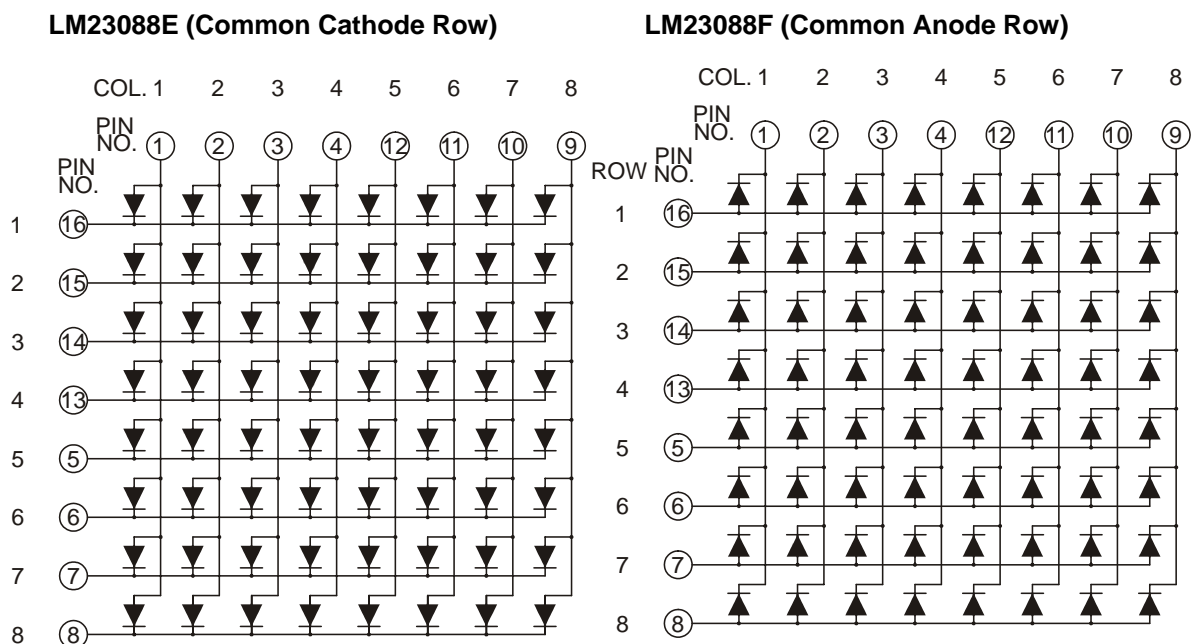 LM23088E (Common Cathode Row)
COL. 1 2 3 4 5 6 7 8
PIN
NO. 1 2 3 4 12 11 10 9
PIN
NO.
1 16
2 15
3 14
4 13
5 5
6 6
7 7
8 8
LM23088F (Common Anode Row)
COL. 1 2 3 4 5 6 7 8
PIN
NO. 1 2 3 4 12 11 10 9
PIN
ROW NO.
1 16
2 15
3 14
4 13
5 5
6 6
7 7
8 8